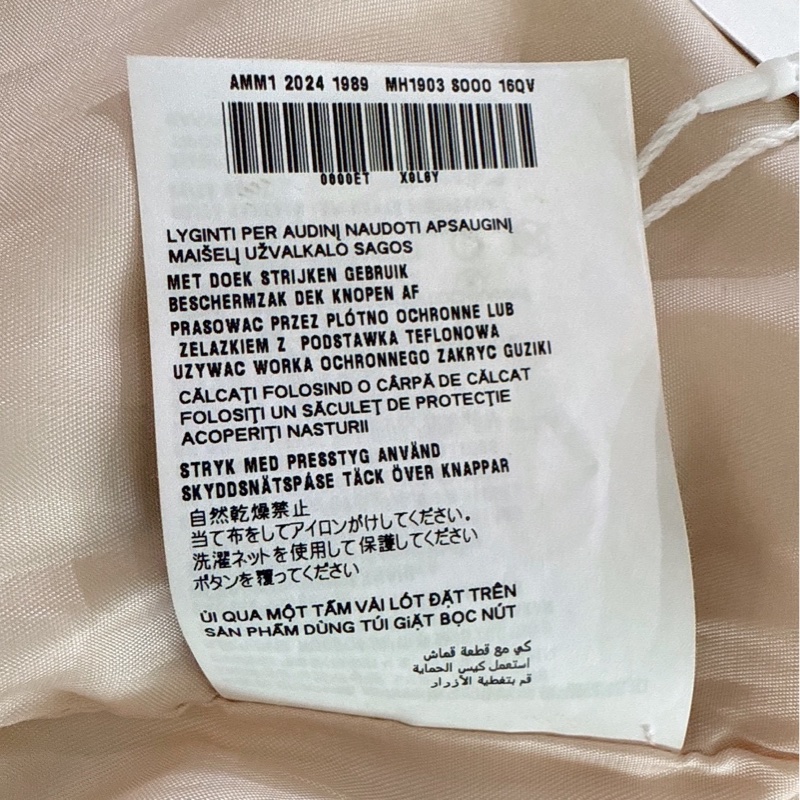 AMM1 2024 1989 MH1903 SOOO 16QV
0000ET X0L6Y
LYGINTI PER AUDINĮ NAUDOTI APSAUGINĮ
MAIŠELĮ UŽVALKALO SAGOS
MET DOEK STRIJKEN GEBRUIK
BESCHERMZAK DEK KNOPEN AF
PRASOWAC PRZEZ PLÓTNO OCHRONNE LUB
ZELAZKIEM Z PODSTAWKA TEFLONOWA
UZYWAC WORKA OCHRONNEGO ZAKRYC GUZIKI
CĂLCAȚI FOLOSIND O CÂRPĂ DE CĂLCAT
FOLOSIȚI UN SĂCULEȚ DE PROTECȚIE
ACOPERIȚI NASTURII
STRYK MED PRESSTYG ANVÄND
SKYDDSNÄTSPÅSE TÄCK ÖVER KNAPPAR
自然乾燥禁止
当て布をしてアイロンがけしてください。
洗濯ネットを使用して保護してください
ボタンを覆ってください
ỦI QUA MỘT TẤM VẢI LÓT ĐẶT TRÊN
SẢN PHẨM DÙNG TÚI GIẶT BỌC NÚT
كي مع قطعة قماش
استعمل كيس الحماية
قم بتغطية الأزرار